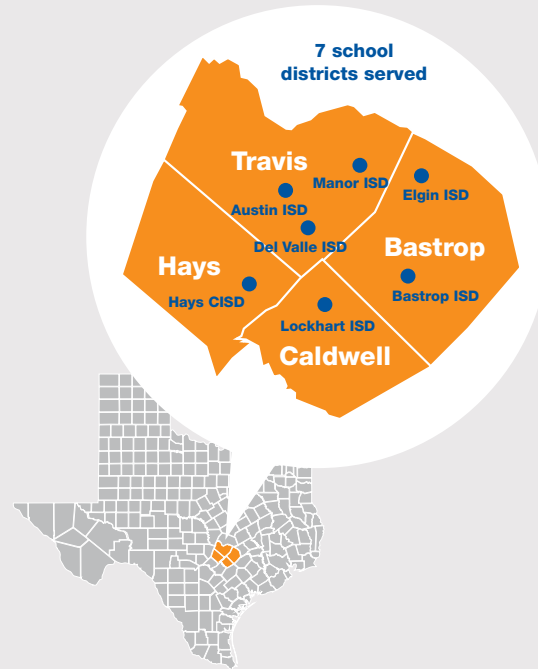 7 school
districts served
Travis
Manor ISD
Elgin ISD
Austin ISD
Del Valle ISD
Bastrop
Hays
Bastrop ISD
Hays CISD
Lockhart ISD
Caldwell